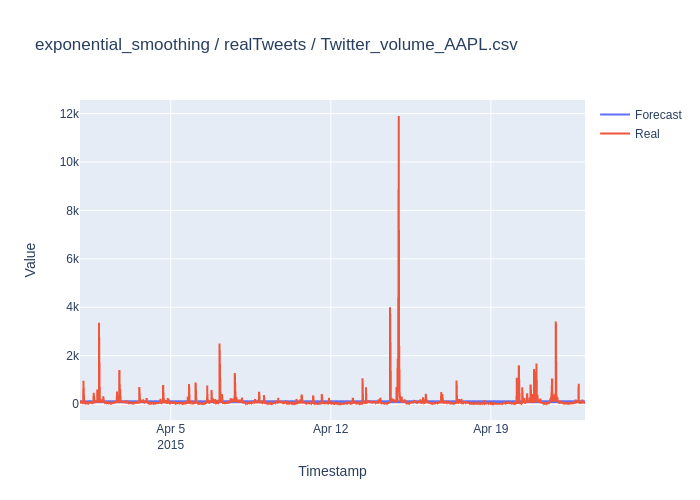 exponential_smoothing / realTweets / Twitter_volume_AAPL.csv
Forecast
Real
12k
10k
8k
6k
4k
2k
0
Value
Apr 5
2015
Apr 12
Apr 19
Timestamp